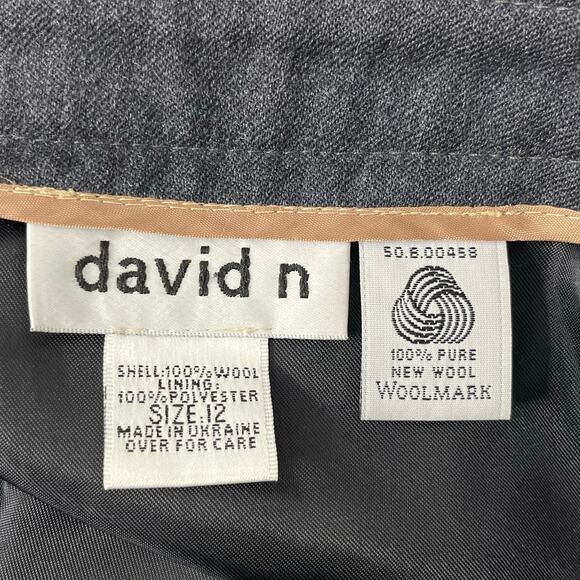 david n
SHELL:100%WOOL
LINING:
100%POLYESTER
SIZE:12
MADE IN UKRAINE
OVER FOR CARE
50.8.00458
100% PURE
NEW WOOL
WOOLMARK